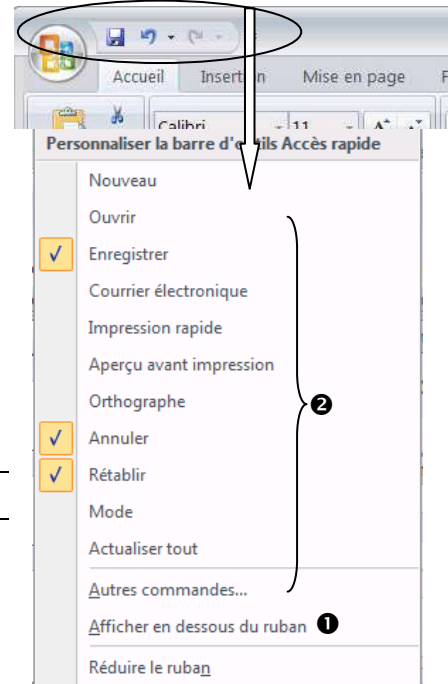 Accueil Insertion Mise en page F
Calibri 11 A A
Personnaliser la barre d'outils Accès rapide
Nouveau
Ouvrir
Enregistrer
Courrier électronique
Impression rapide
Aperçu avant impression
Orthographe
❷
Annuler
Rétablir
Mode
Actualiser tout
Autres commandes...
Afficher en dessous du ruban ❶
Réduire le ruban